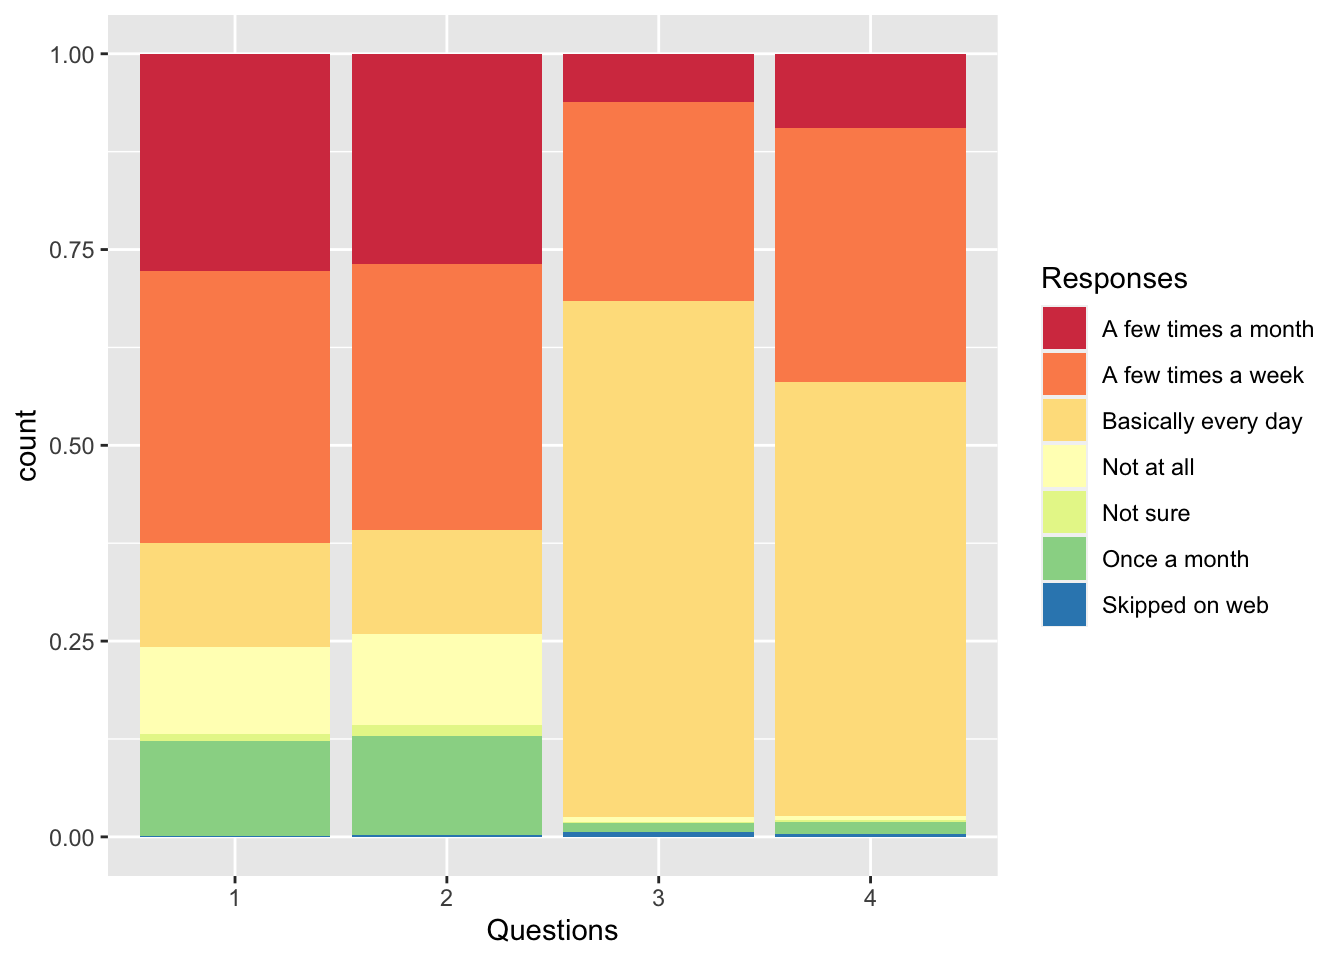 1.00
0.75
0.50
0.25
0.00
count
1 2 3 4
Questions
Responses
A few times a month
A few times a week
Basically every day
Not at all
Not sure
Once a month
Skipped on web